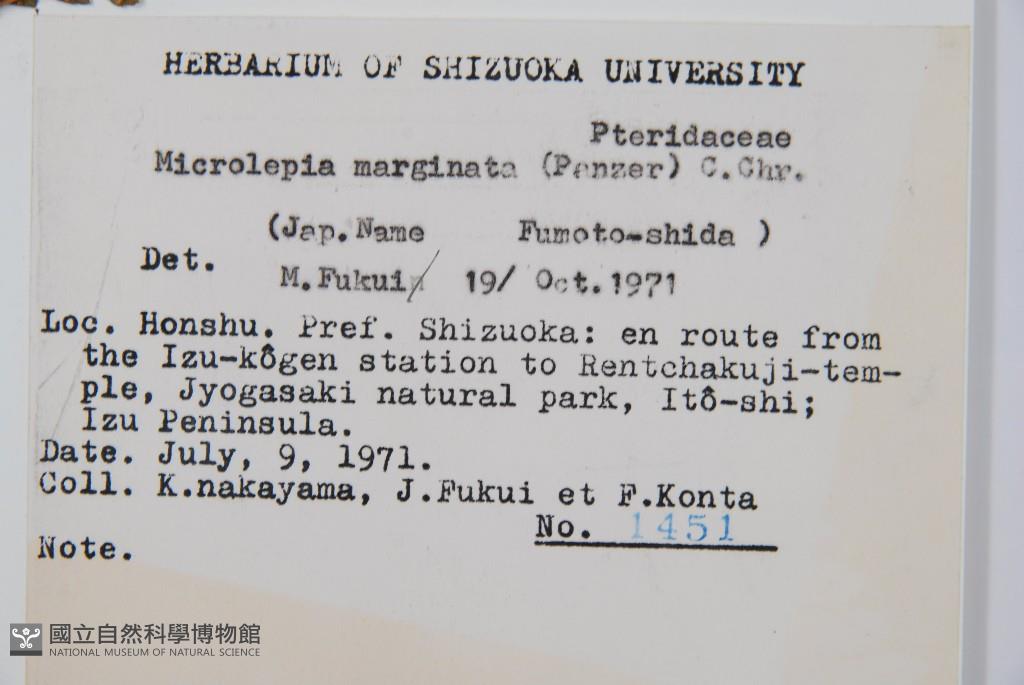 HERBARIUM OF SHIZUOKA UNIVERSITY
Pteridaceae
Microlepia marginata (Panzer) C.Chr.
(Jap.Name Fumoto-shida )
Det.
M.Fukui/ 19/ Oct.1971
Loc. Honshu. Pref. Shizuoka: en route from
the Izu-kôgen station to Rentchakuji-tem-
ple, Jyogasaki natural park, Itô-shi;
Izu Peninsula.
Date. July, 9, 1971.
Coll. K.nakayama, J.Fukui et F.Konta
No. 1451
Note.
國立自然科學博物館
NATIONAL MUSEUM OF NATURAL SCIENCE